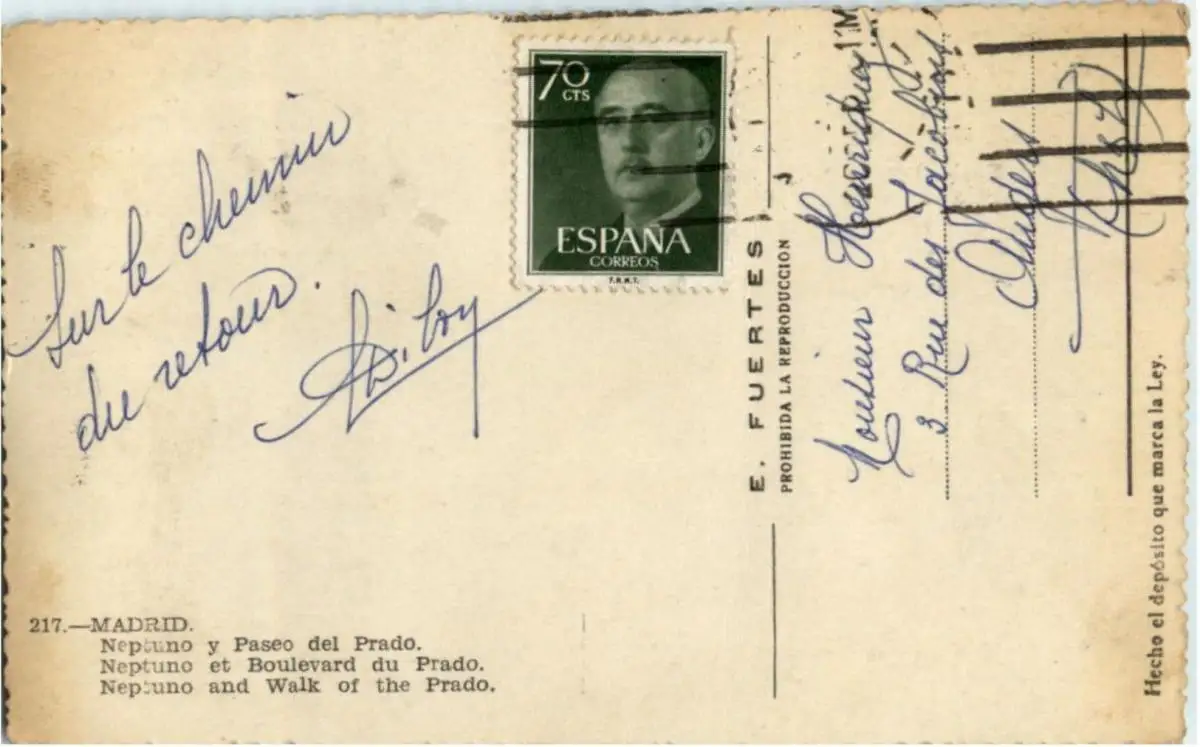 Sur le chemin
du retour.
70
CTS
ESPAÑA
CORREOS
F.N.M.T.
E. FUERTES J
PROHIBIDA LA REPRODUCCION
Monsieur
3 Rue des Jacobins
Hecho el depósito que marca la Ley.
217.—MADRID.
Neptuno y Paseo del Prado.
Neptuno et Boulevard du Prado.
Neptuno and Walk of the Prado.